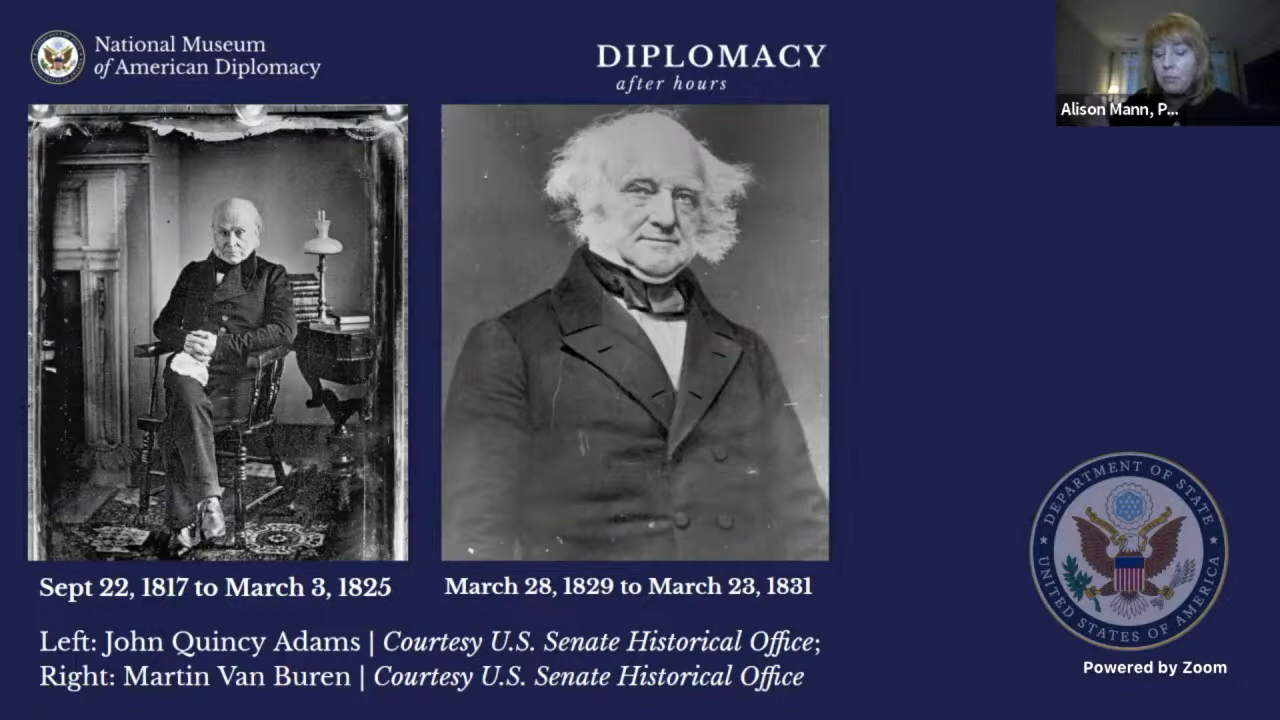 National Museum
of American Diplomacy
DIPLOMACY
after hours
Alison Mann, P...
Sept 22, 1817 to March 3, 1825
March 28, 1829 to March 23, 1831
Left: John Quincy Adams | Courtesy U.S. Senate Historical Office;
Right: Martin Van Buren | Courtesy U.S. Senate Historical Office
DEPARTMENT OF STATE
UNITED STATES OF AMERICA
Powered by Zoom